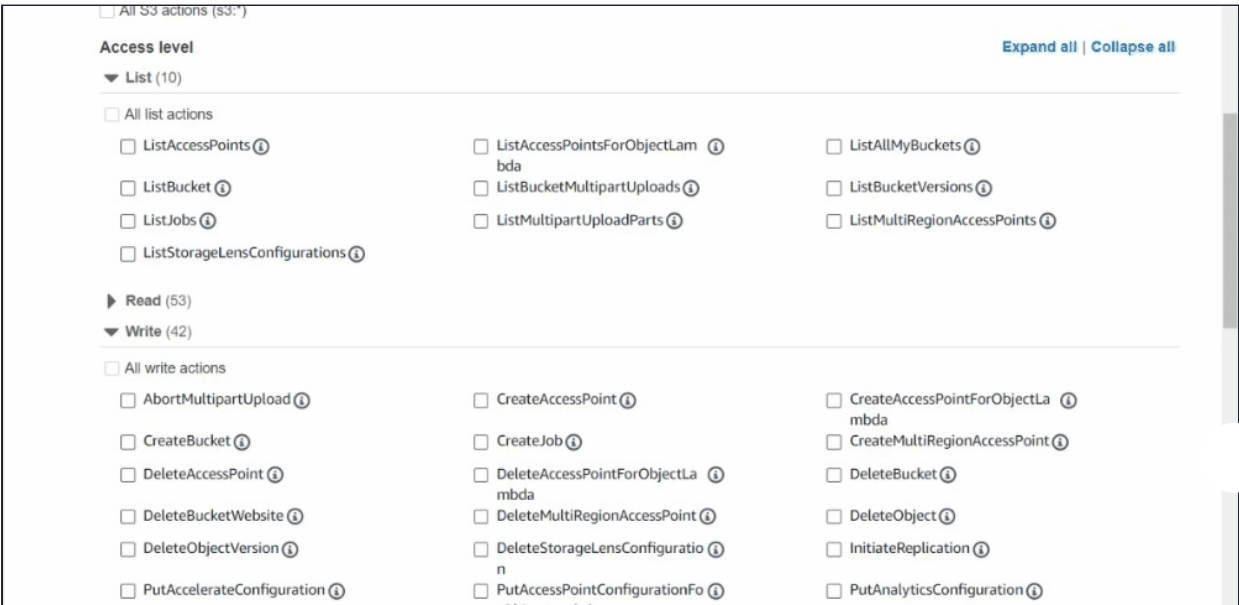 All S3 actions (s3:*)
Access level
Expand all | Collapse all
List (10)
All list actions
ListAccessPoints
ListAccessPointsForObjectLam
bda
ListAllMyBuckets
ListBucket
ListBucketMultipartUploads
ListBucketVersions
ListJobs
ListMultipartUploadParts
ListMultiRegionAccessPoints
ListStorageLensConfigurations
Read (53)
Write (42)
All write actions
AbortMultipartUpload
CreateAccessPoint
CreateAccessPointForObjectLa
mbda
CreateBucket
CreateJob
CreateMultiRegionAccessPoint
DeleteAccessPoint
DeleteAccessPointForObjectLa
mbda
DeleteBucket
DeleteBucketWebsite
DeleteMultiRegionAccessPoint
DeleteObject
DeleteObjectVersion
DeleteStorageLensConfiguratio
n
InitiateReplication
PutAccelerateConfiguration
PutAccessPointConfigurationFo
PutAnalyticsConfiguration